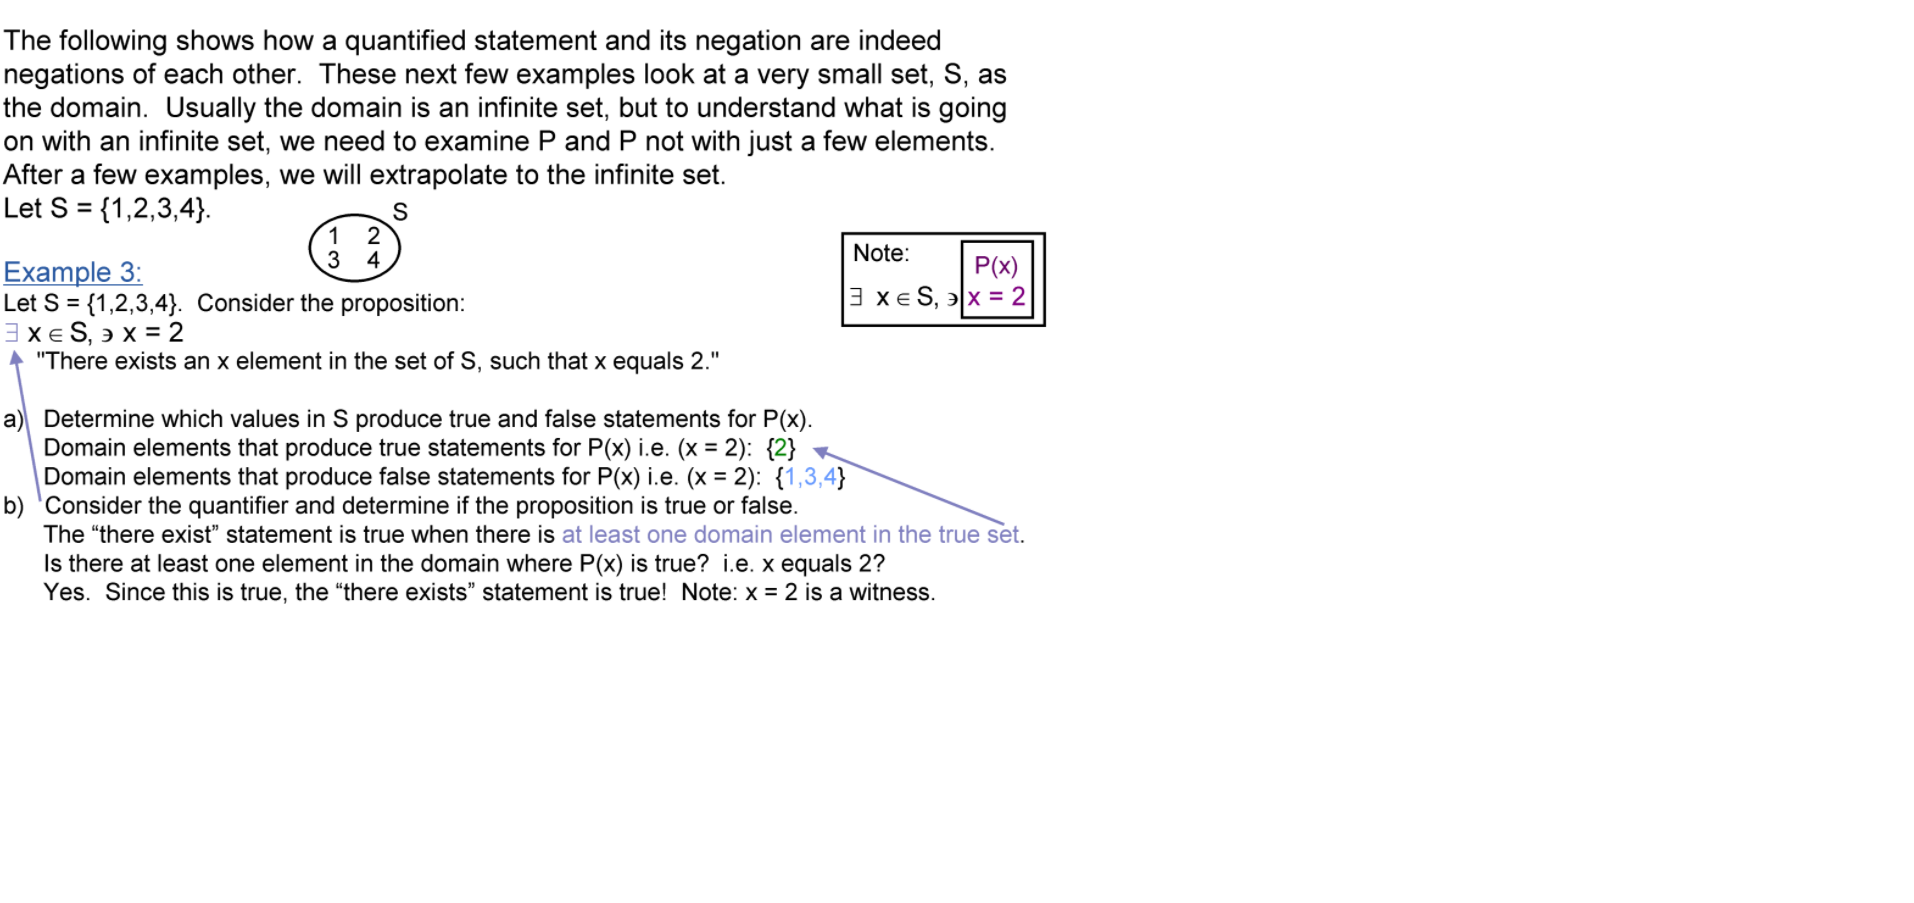 The following shows how a quantified statement and its negation are indeed
negations of each other.  These next few examples look at a very small set, S, as
the domain.  Usually the domain is an infinite set, but to understand what is going
on with an infinite set, we need to examine P and P not with just a few elements.
After a few examples, we will extrapolate to the infinite set.
Let S = {1,2,3,4}.
S
1 2
3 4
Note:
P(x)
∃ x ∈ S, ∍ x = 2
Example 3:
Let S = {1,2,3,4}.  Consider the proposition:
∃ x ∈ S, ∍ x = 2
"There exists an x element in the set of S, such that x equals 2."
a) Determine which values in S produce true and false statements for P(x).
Domain elements that produce true statements for P(x) i.e. (x = 2):  {2}
Domain elements that produce false statements for P(x) i.e. (x = 2):  {1,3,4}
b) Consider the quantifier and determine if the proposition is true or false.
The “there exist” statement is true when there is at least one domain element in the true set.
Is there at least one element in the domain where P(x) is true?  i.e. x equals 2?
Yes.  Since this is true, the “there exists” statement is true!  Note: x = 2 is a witness.